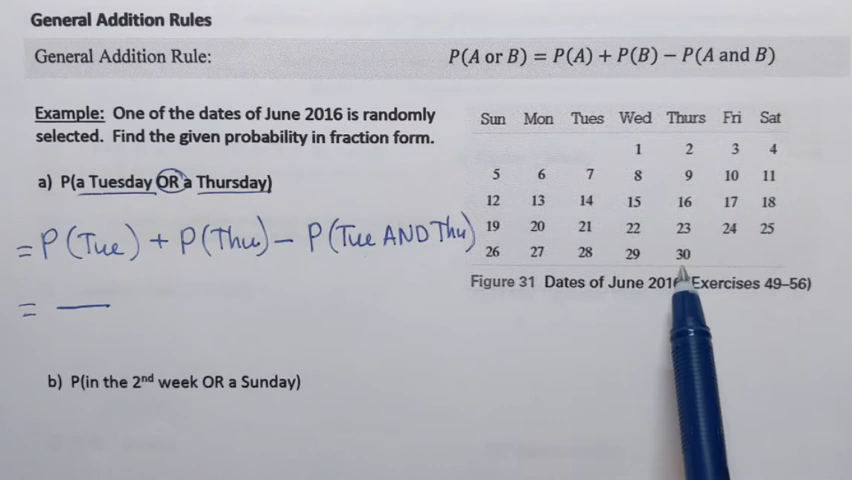 General Addition Rules
General Addition Rule: P(A or B) = P(A) + P(B) − P(A and B)
Example: One of the dates of June 2016 is randomly
selected. Find the given probability in fraction form.
a) P(a Tuesday OR a Thursday)
= P(Tue) + P(Thu) − P(Tue AND Thu)
=
b) P(in the 2nd week OR a Sunday)
Sun Mon Tues Wed Thurs Fri Sat
1 2 3 4
5 6 7 8 9 10 11
12 13 14 15 16 17 18
19 20 21 22 23 24 25
26 27 28 29 30
Figure 31 Dates of June 2016 Exercises 49–56)